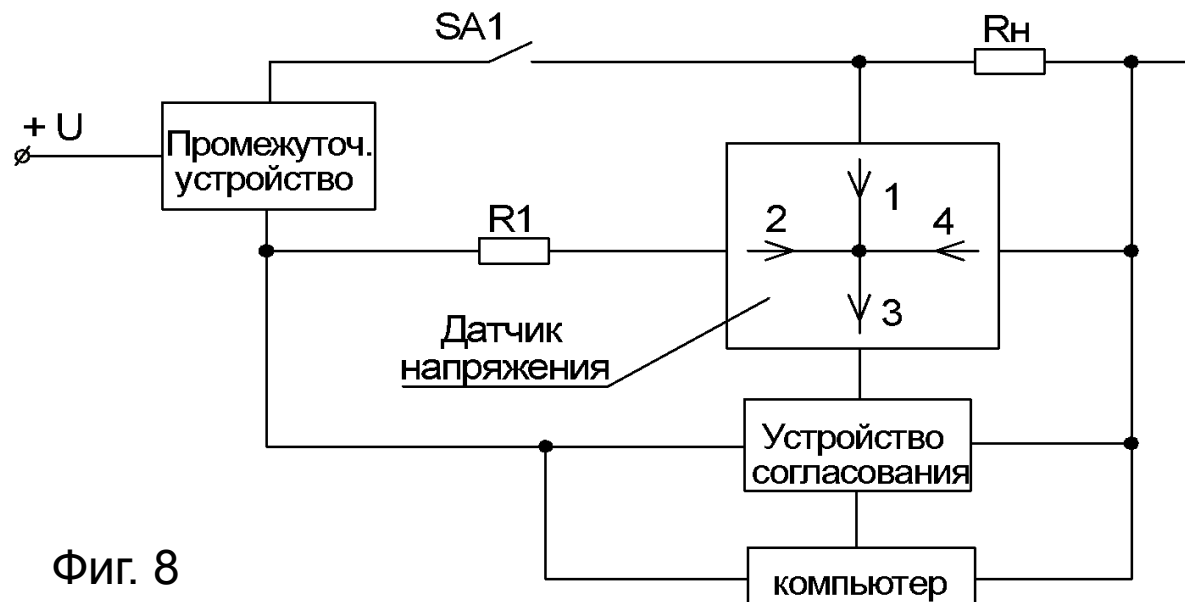 SA1
Rн
+ U
Промежуточ.
устройство
R1
1
2
4
3
Датчик
напряжения
Устройство
согласования
компьютер
Фиг. 8